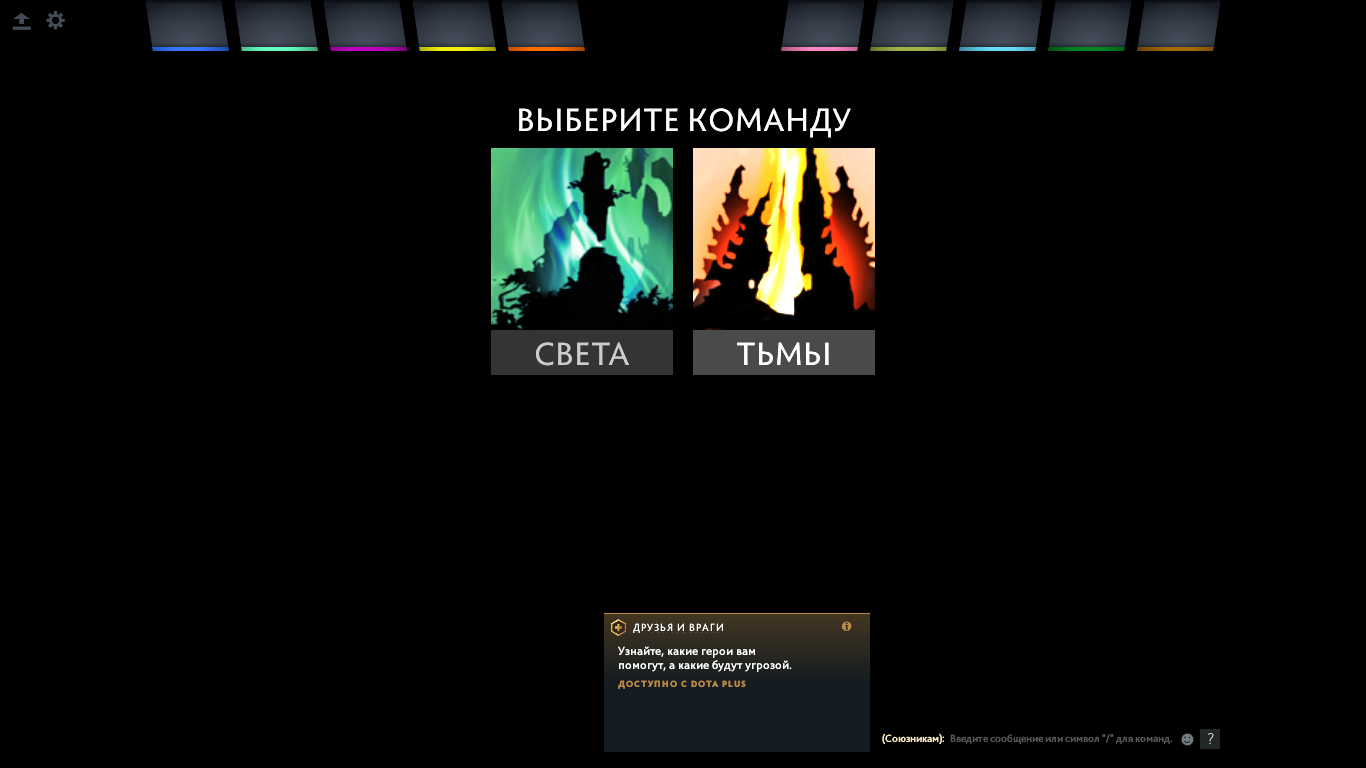 ВЫБЕРИТЕ КОМАНДУ
СВЕТА
ТЬМЫ
ДРУЗЬЯ И ВРАГИ
Узнайте, какие герои вам
помогут, а какие будут угрозой.
ДОСТУПНО С DOTA PLUS
(Союзникам): Введите сообщение или символ "/" для команд. ?